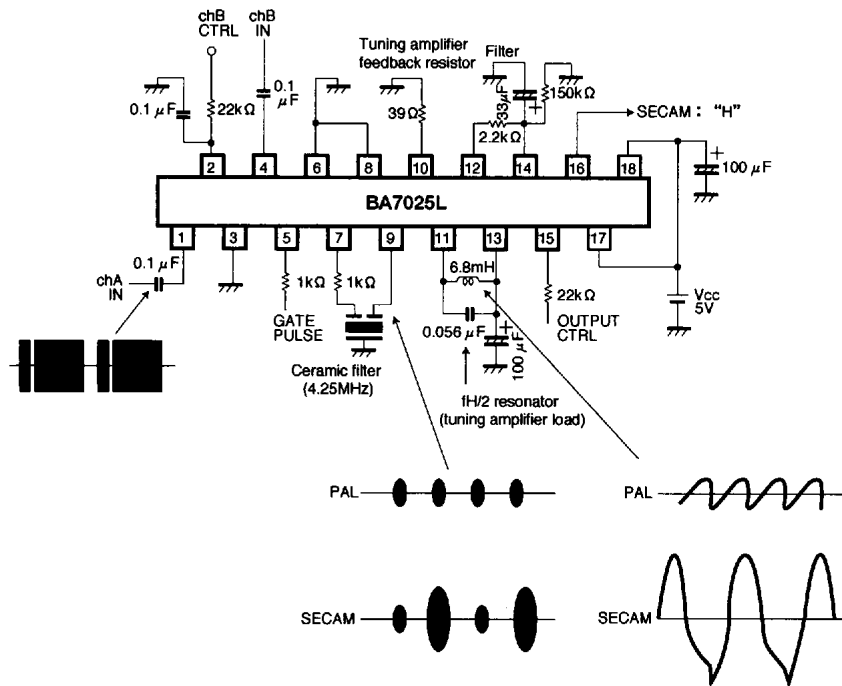 chB
CTRL
chB
IN
Tuning amplifier
feedback resistor
Filter
0.1 μF
22kΩ
0.1
μF
39Ω
33μF
+
150kΩ
2.2kΩ
SECAM : "H"
+
100 μF
2
4
6
8
10
12
14
16
18
BA7025L
1
3
5
7
9
11
13
15
17
chA
IN
0.1 μF
1kΩ
1kΩ
6.8mH
22kΩ
Vcc
5V
GATE
PULSE
0.056 μF
+
100 μF
OUTPUT
CTRL
Ceramic filter
(4.25MHz)
fH/2 resonator
(tuning amplifier load)
PAL
PAL
SECAM
SECAM